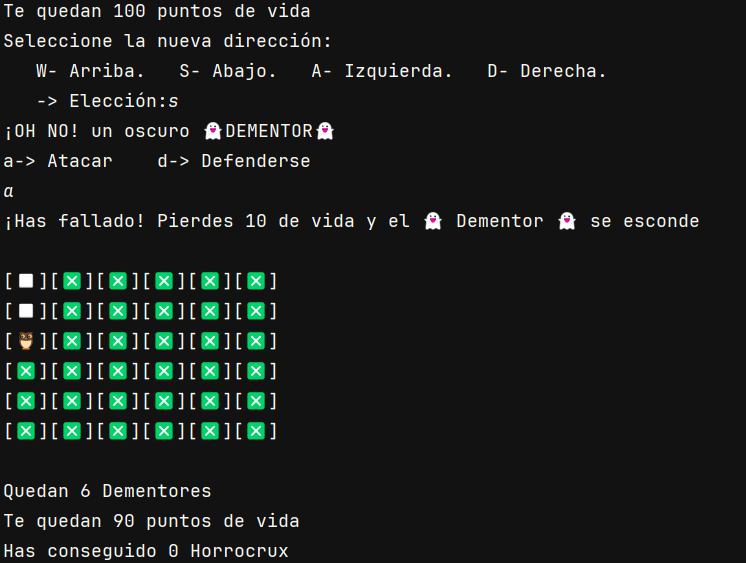 Te quedan 100 puntos de vida
Seleccione la nueva dirección:
   W- Arriba.   S- Abajo.   A- Izquierda.   D- Derecha.
   -> Elección:s
¡OH NO! un oscuro 👻DEMENTOR👻
a-> Atacar    d-> Defenderse
a
¡Has fallado! Pierdes 10 de vida y el 👻 Dementor 👻 se esconde
[⬜][❎][❎][❎][❎][❎]
[⬜][❎][❎][❎][❎][❎]
[🦉][❎][❎][❎][❎][❎]
[❎][❎][❎][❎][❎][❎]
[❎][❎][❎][❎][❎][❎]
[❎][❎][❎][❎][❎][❎]
Quedan 6 Dementores
Te quedan 90 puntos de vida
Has conseguido 0 Horrocrux